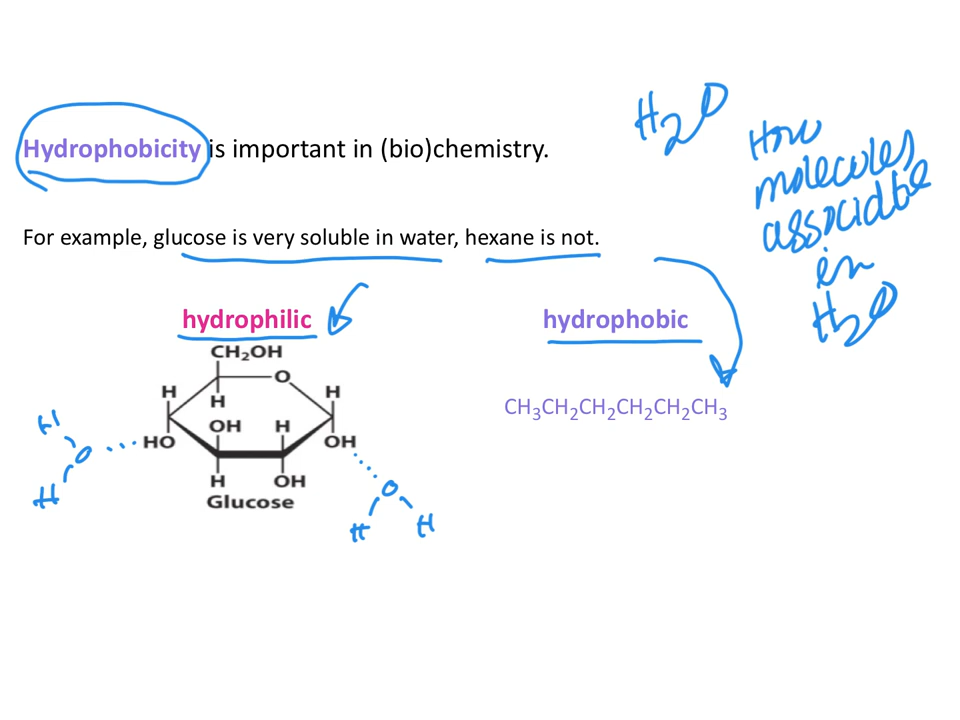 H2O
How
molecules
associate
in
H2O
Hydrophobicity is important in (bio)chemistry.
For example, glucose is very soluble in water, hexane is not.
hydrophilic
hydrophobic
CH₂OH
O
H
H
H
OH
H
HO
OH
H
OH
Glucose
CH₃CH₂CH₂CH₂CH₂CH₃
H
O
H
O
H
H